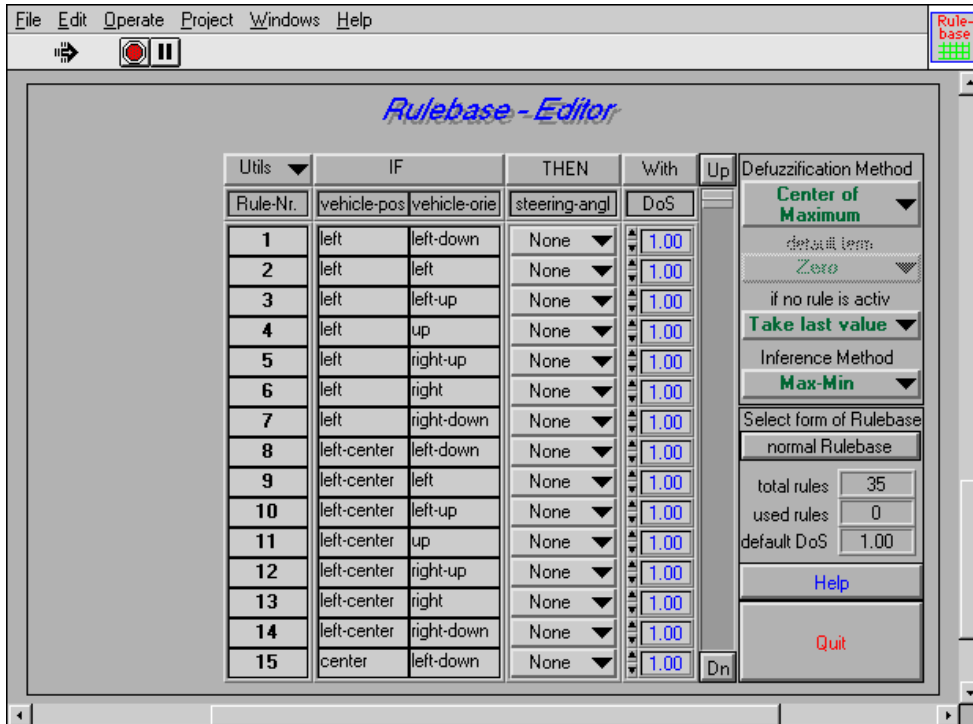 File Edit Operate Project Windows Help
Rule-
base
Rulebase - Editor
Utils IF THEN With Up
Rule-Nr. vehicle-pos vehicle-orie steering-angl DoS
1 left left-down None 1.00
2 left left None 1.00
3 left left-up None 1.00
4 left up None 1.00
5 left right-up None 1.00
6 left right None 1.00
7 left right-down None 1.00
8 left-center left-down None 1.00
9 left-center left None 1.00
10 left-center left-up None 1.00
11 left-center up None 1.00
12 left-center right-up None 1.00
13 left-center right None 1.00
14 left-center right-down None 1.00
15 center left-down None 1.00
Dn
Defuzzification Method
Center of
Maximum
default term
Zero
if no rule is activ
Take last value
Inference Method
Max-Min
Select form of Rulebase
normal Rulebase
total rules 35
used rules 0
default DoS 1.00
Help
Quit